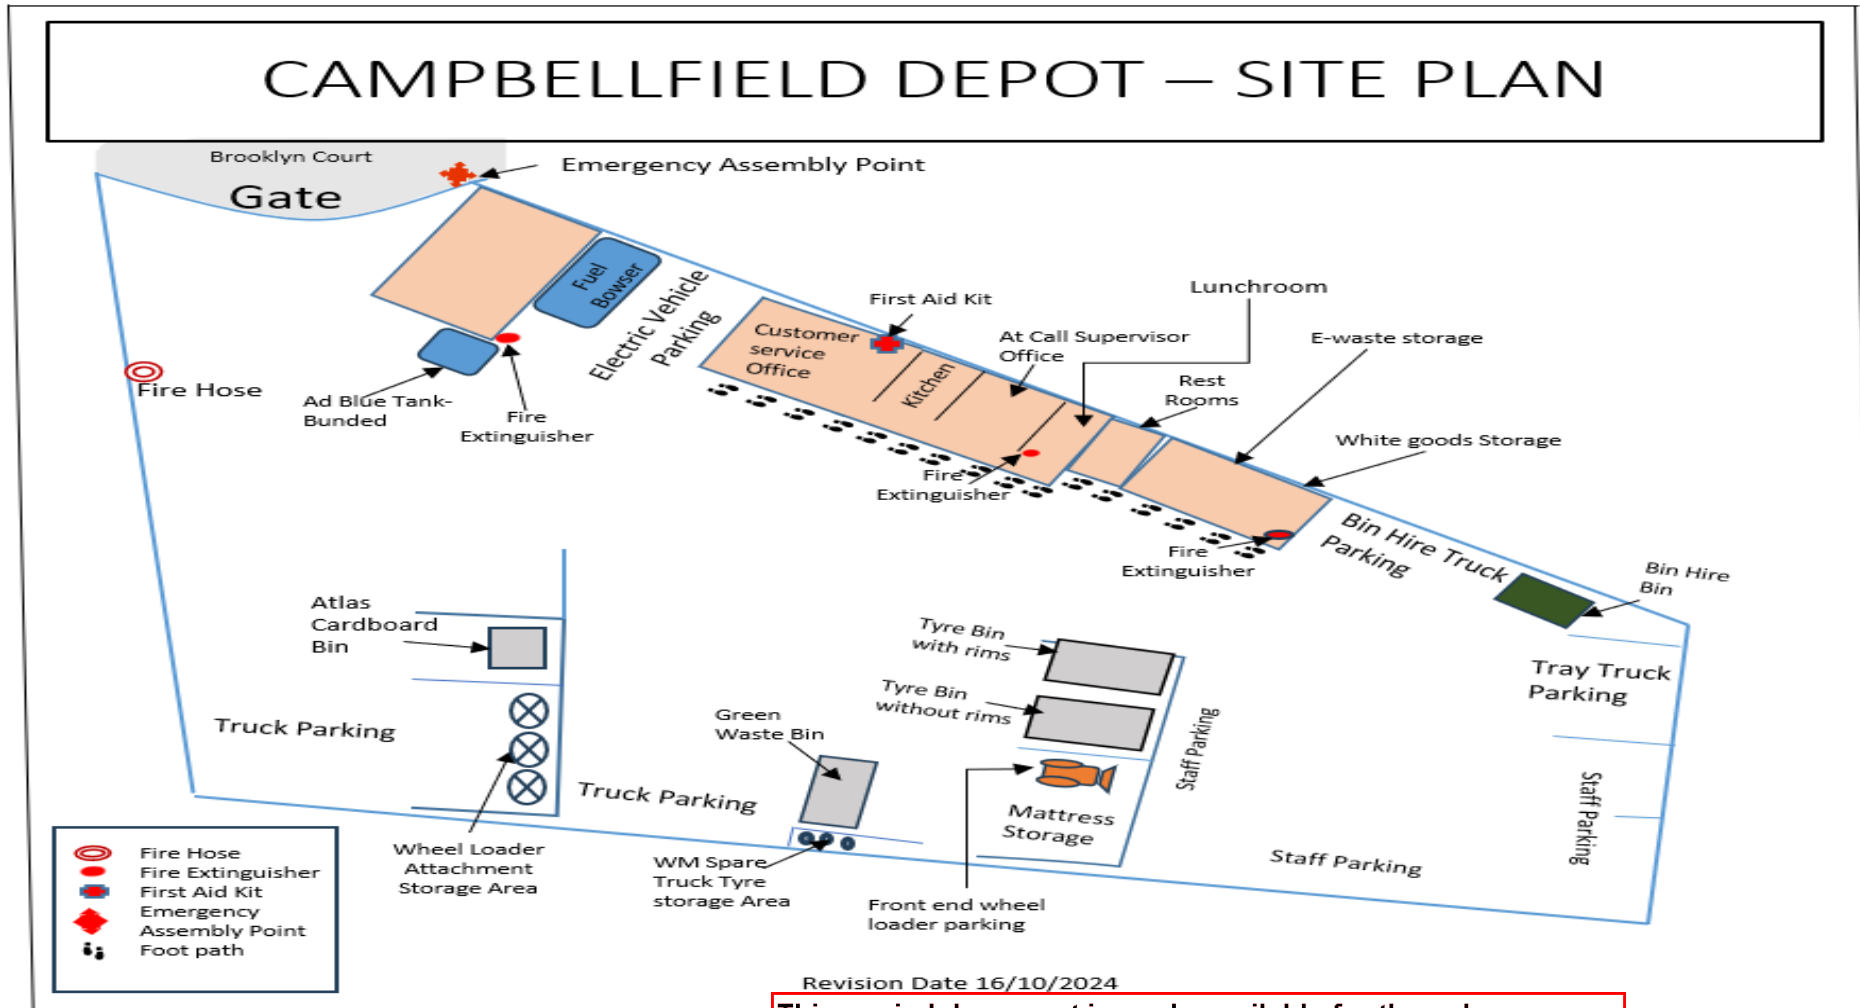 CAMPBELLFIELD DEPOT – SITE PLAN
Brooklyn Court
Gate
Emergency Assembly Point
Fuel
Bowser
Electric Vehicle
Parking
Fire Hose
Ad Blue Tank-
Bunded
Fire
Extinguisher
Customer
service
Office
First Aid Kit
Kitchen
At Call Supervisor
Office
Lunchroom
Rest
Rooms
E-waste storage
White goods Storage
Fire
Extinguisher
Fire
Extinguisher
Bin Hire Truck
Parking
Bin Hire
Bin
Tray Truck
Parking
Atlas
Cardboard
Bin
Truck Parking
Wheel Loader
Attachment
Storage Area
Truck Parking
Green
Waste Bin
WM Spare
Truck Tyre
storage Area
Tyre Bin
with rims
Tyre Bin
without rims
Mattress
Storage
Front end wheel
loader parking
Staff Parking
Staff Parking
Staff Parking
Fire Hose
Fire Extinguisher
First Aid Kit
Emergency
Assembly Point
Foot path
Revision Date 16/10/2024